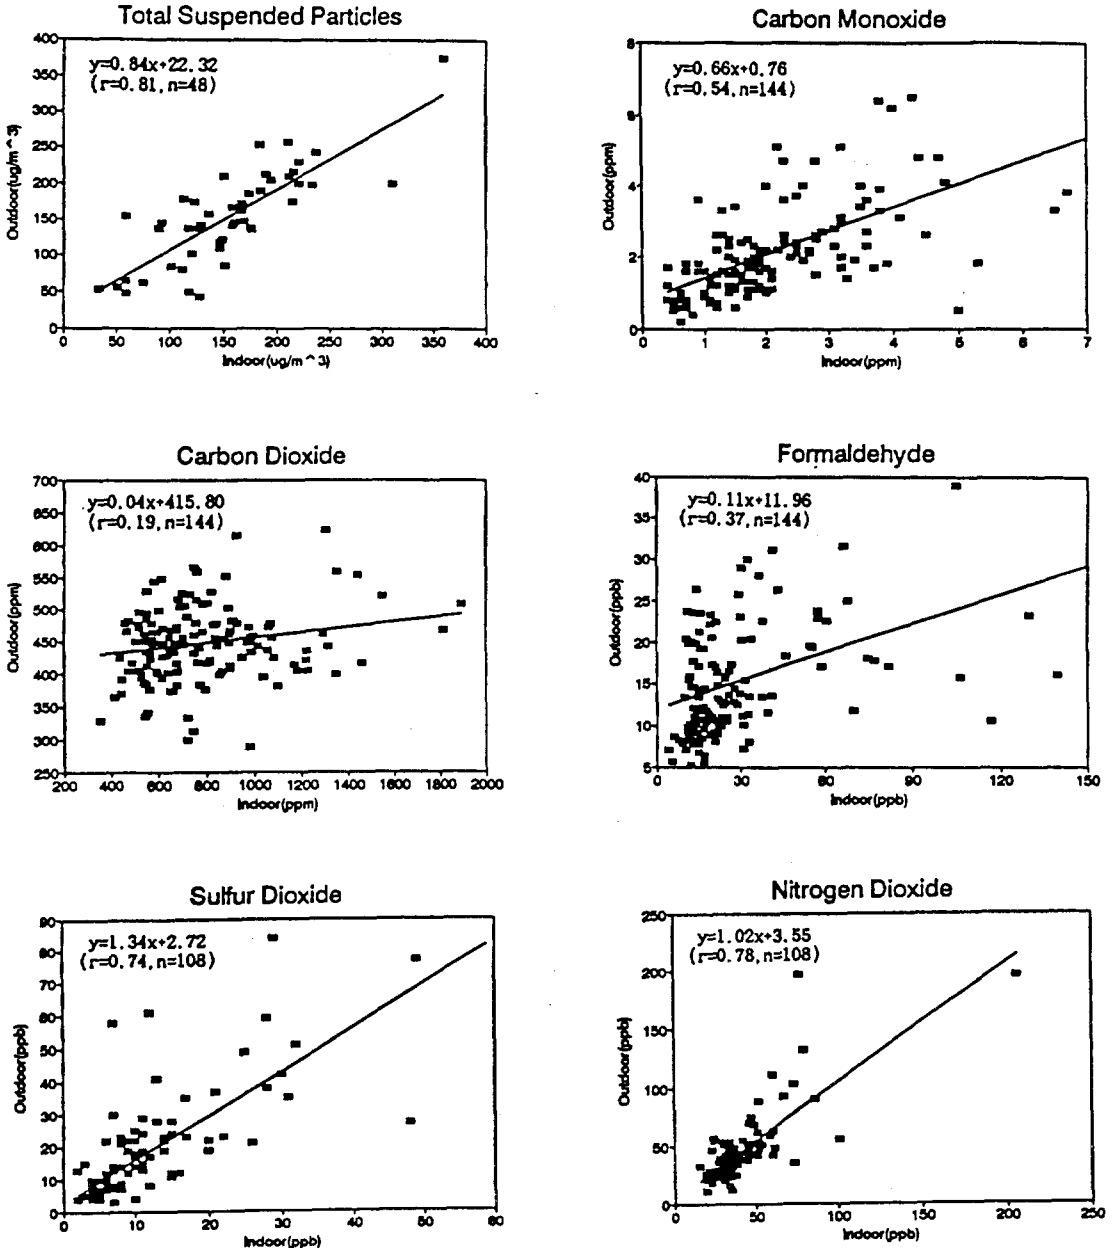 Total Suspended Particles
y=0.84x+22.32
(r=0.81, n=48)
400
350
300
250
200
150
100
50
0
Outdoor(ug/m^3)
0 50 100 150 200 250 300 350 400
Indoor(ug/m^3)
Carbon Monoxide
y=0.66x+0.76
(r=0.54, n=144)
8
6
4
2
0
Outdoor(ppm)
0 1 2 3 4 5 6 7
Indoor(ppm)
Carbon Dioxide
y=0.04x+415.80
(r=0.19, n=144)
700
650
600
550
500
450
400
350
300
250
Outdoor(ppm)
200 400 600 800 1000 1200 1400 1600 1800 2000
Indoor(ppm)
Formaldehyde
y=0.11x+11.96
(r=0.37, n=144)
40
35
30
25
20
15
10
5
Outdoor(ppb)
0 30 60 90 120 150
Indoor(ppb)
Sulfur Dioxide
y=1.34x+2.72
(r=0.74, n=108)
90
80
70
60
50
40
30
20
10
0
Outdoor(ppb)
0 10 20 30 40 50 60
Indoor(ppb)
Nitrogen Dioxide
y=1.02x+3.55
(r=0.78, n=108)
250
200
150
100
50
0
Outdoor(ppb)
0 50 100 150 200 250
Indoor(ppb)